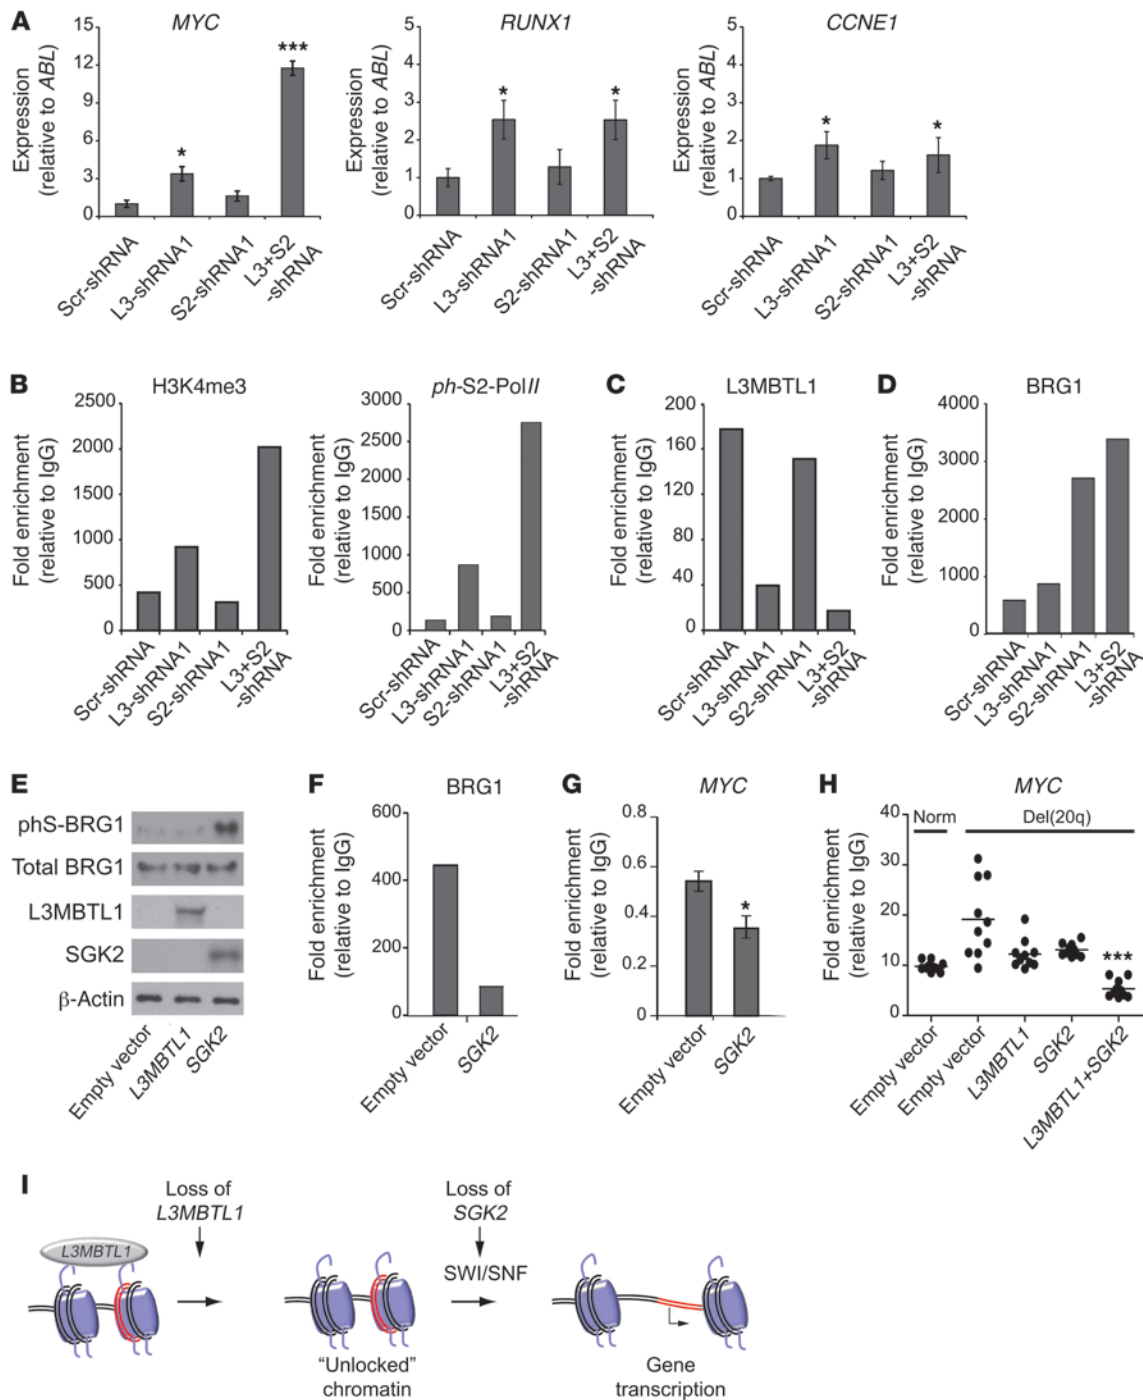 A
MYC
Expression
(relative to ABL)
15
12
9
6
3
0
*
***
Scr-shRNA
L3-shRNA1
S2-shRNA1
L3+S2
-shRNA
RUNX1
Expression
(relative to ABL)
5
4
3
2
1
0
*
*
Scr-shRNA
L3-shRNA1
S2-shRNA1
L3+S2
-shRNA
CCNE1
Expression
(relative to ABL)
5
4
3
2
1
0
*
*
Scr-shRNA
L3-shRNA1
S2-shRNA1
L3+S2
-shRNA
B
H3K4me3
Fold enrichment
(relative to IgG)
2500
2000
1500
1000
500
0
Scr-shRNA
L3-shRNA1
S2-shRNA1
L3+S2
-shRNA
ph-S2-PolII
Fold enrichment
(relative to IgG)
3000
2500
2000
1500
1000
500
0
Scr-shRNA
L3-shRNA1
S2-shRNA1
L3+S2
-shRNA
C
L3MBTL1
Fold enrichment
(relative to IgG)
200
160
120
80
40
0
Scr-shRNA
L3-shRNA1
S2-shRNA1
L3+S2
-shRNA
D
BRG1
Fold enrichment
(relative to IgG)
4000
3000
2000
1000
0
Scr-shRNA
L3-shRNA1
S2-shRNA1
L3+S2
-shRNA
E
phS-BRG1
Total BRG1
L3MBTL1
SGK2
β-Actin
Empty vector
L3MBTL1
SGK2
F
BRG1
Fold enrichment
(relative to IgG)
600
400
200
0
Empty vector
SGK2
G
MYC
Fold enrichment
(relative to IgG)
0.8
0.6
0.4
0.2
0
*
Empty vector
SGK2
H
MYC
Norm
Del(20q)
Fold enrichment
(relative to IgG)
40
30
20
10
0
***
Empty vector
Empty vector
L3MBTL1
SGK2
L3MBTL1+SGK2
I
L3MBTL1
Loss of
L3MBTL1
"Unlocked"
chromatin
Loss of
SGK2
SWI/SNF
Gene
transcription